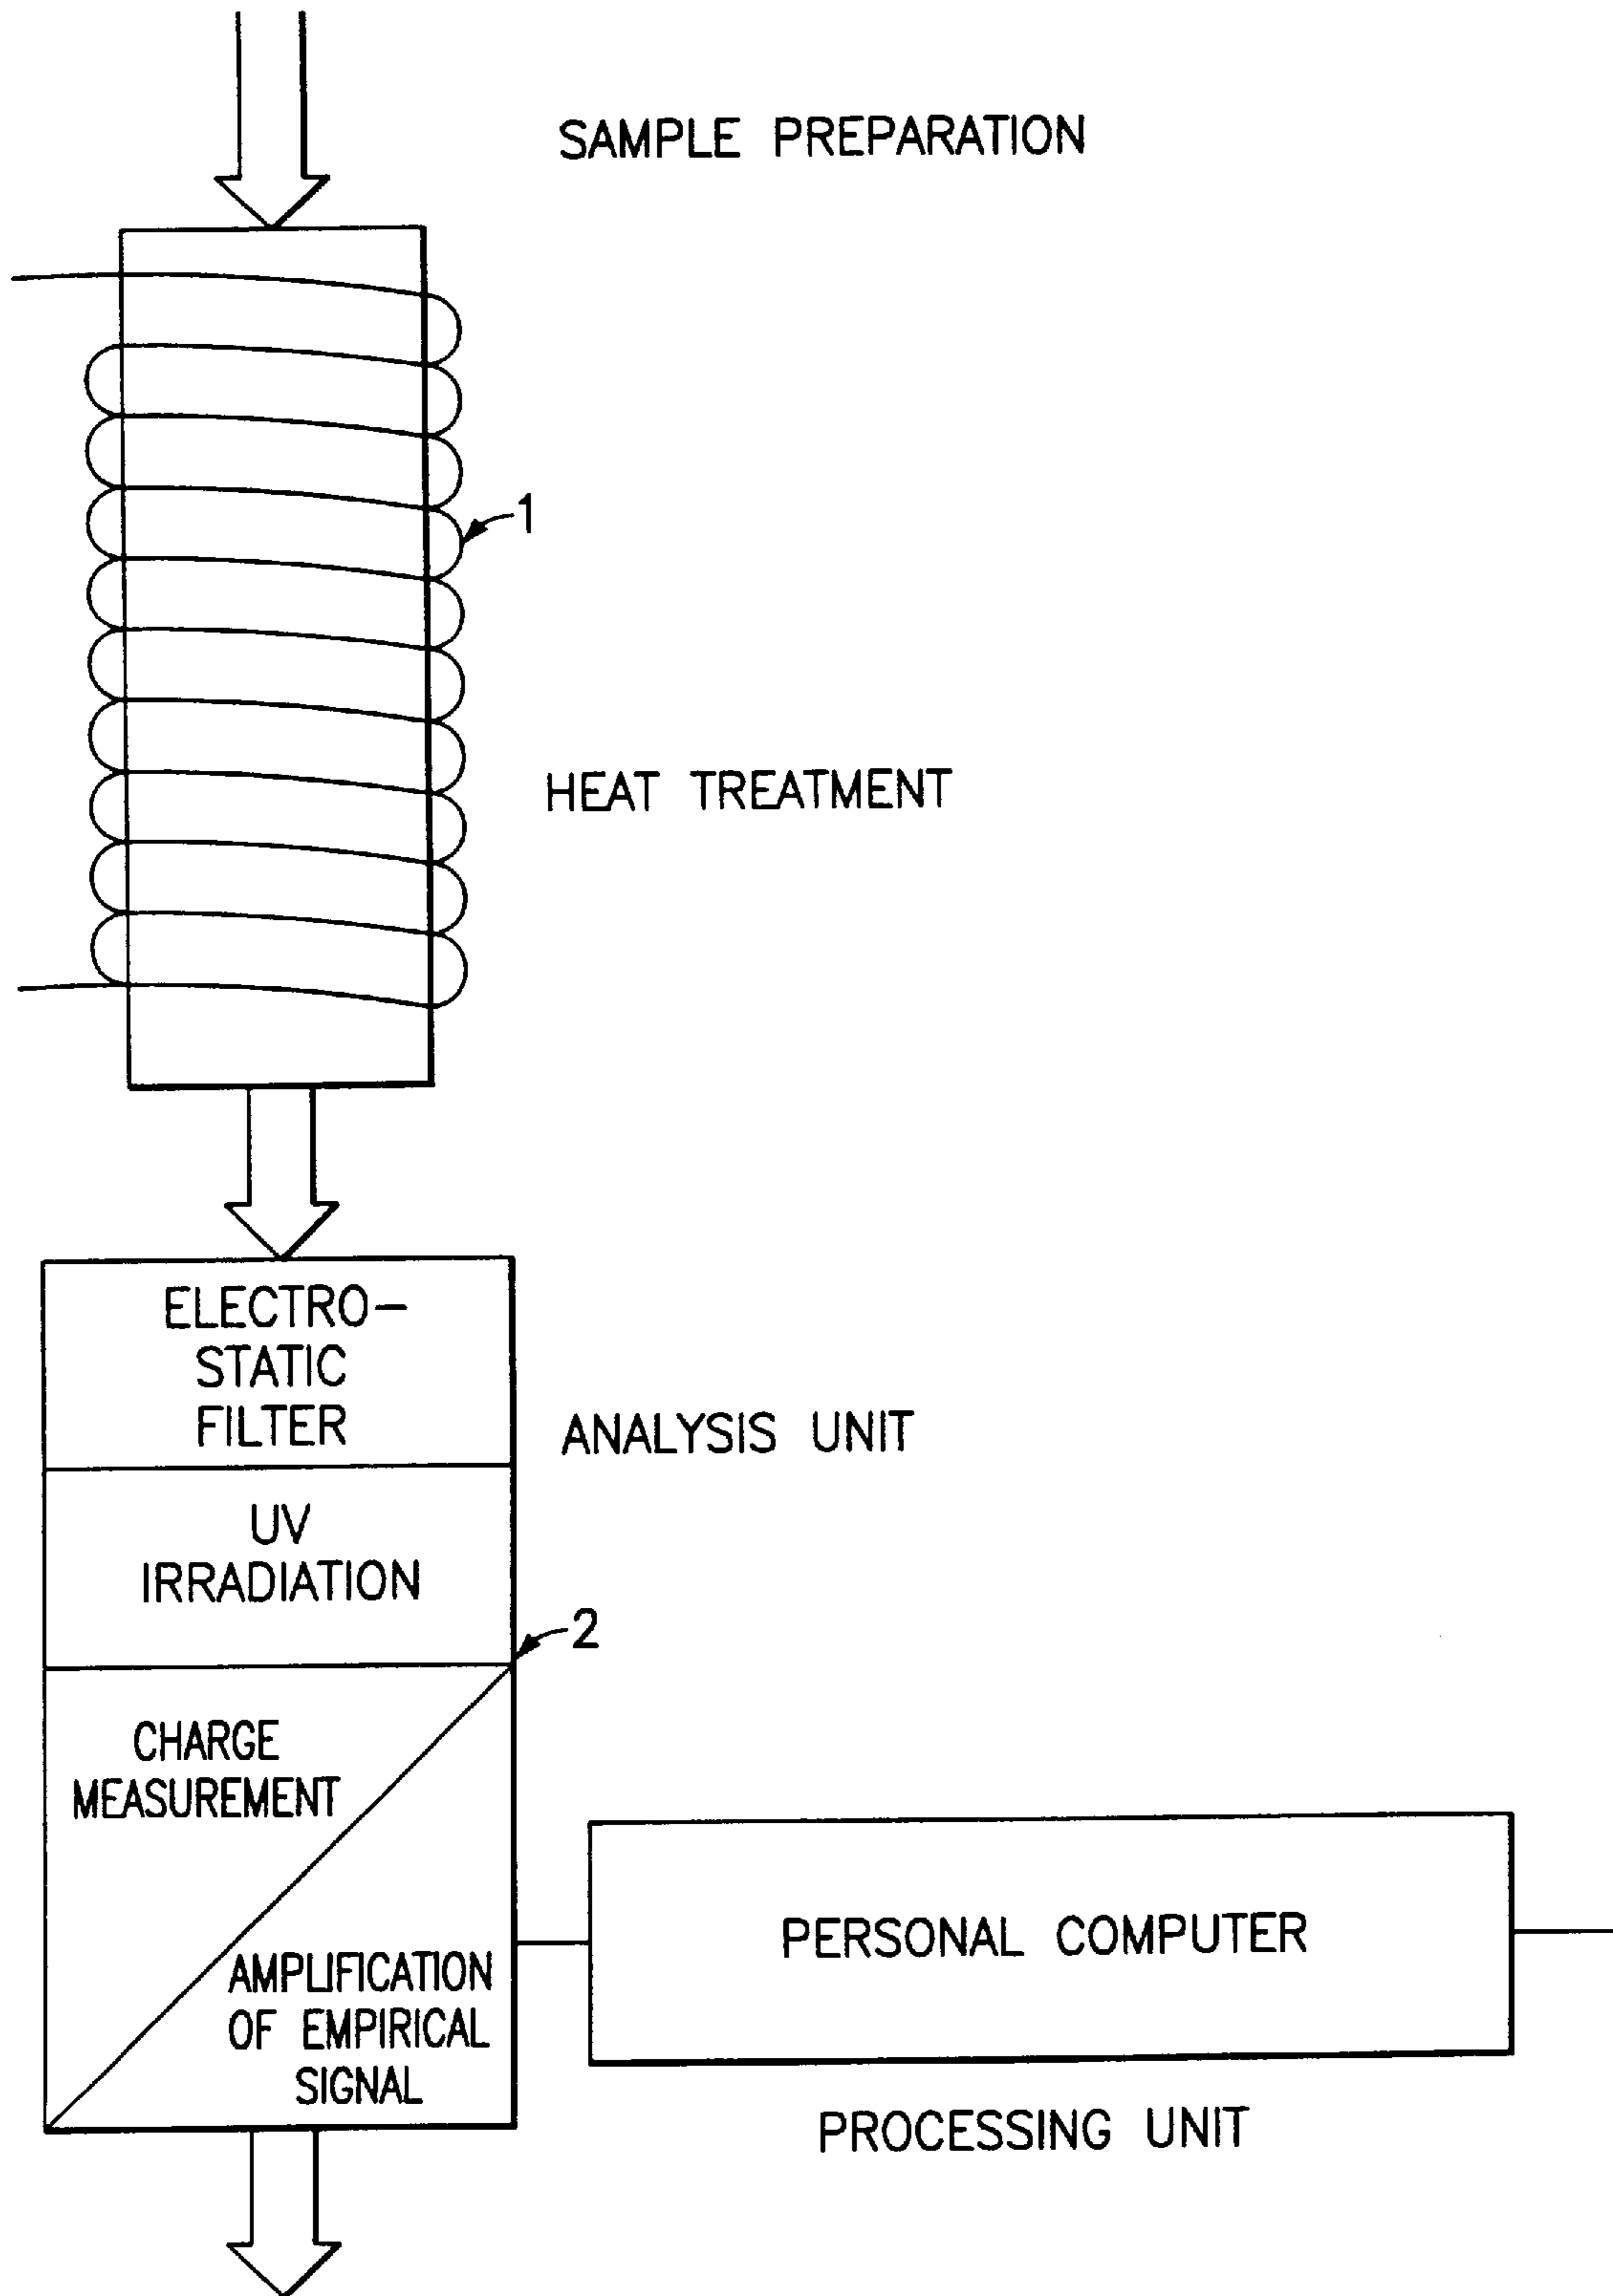 SAMPLE PREPARATION
1
HEAT TREATMENT
ELECTRO-
STATIC
FILTER
ANALYSIS UNIT
UV
IRRADIATION
2
CHARGE
MEASUREMENT
AMPLIFICATION
OF EMPIRICAL
SIGNAL
PERSONAL COMPUTER
PROCESSING UNIT